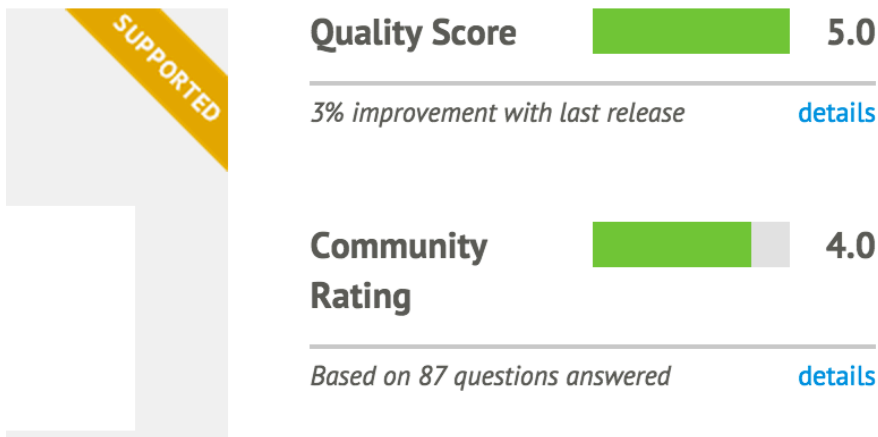 SUPPORTED
Quality Score 5.0
3% improvement with last release details
Community
Rating
4.0
Based on 87 questions answered details